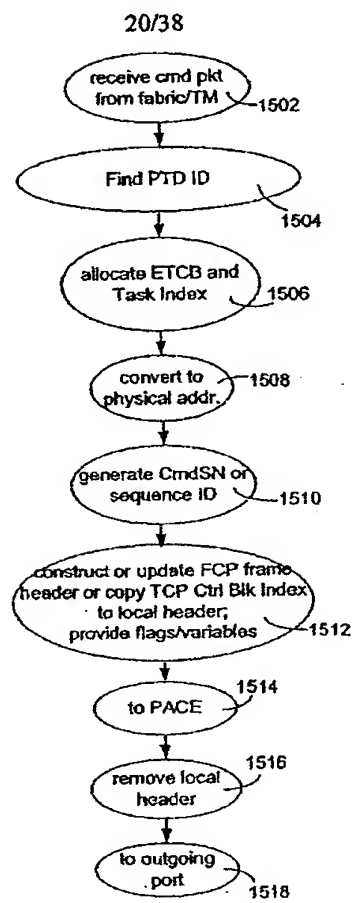 20/38
receive cmd pkt
from fabric/TM
1502
Find PTD ID
1504
allocate ETCB and
Task Index
1506
convert to
physical addr.
1508
generate CmdSN or
sequence ID
1510
construct or update FCP frame
header or copy TCP Ctrl Blk Index
to local header;
provide flags/variables
1512
to PACE
1514
remove local
header
1516
to outgoing
port
1518